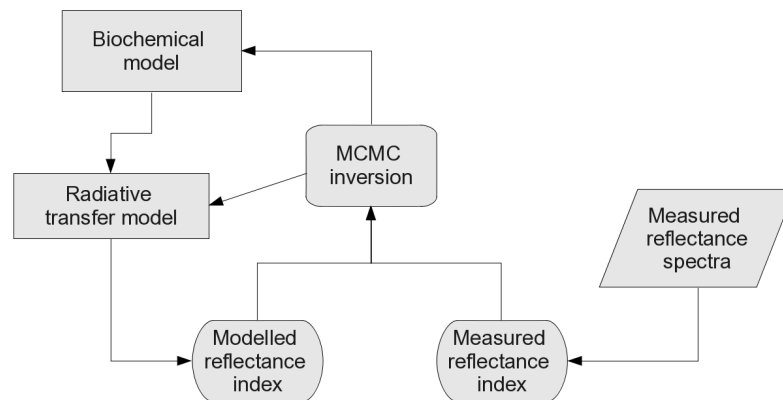 Biochemical
model
MCMC
inversion
Radiative
transfer model
Measured
reflectance
spectra
Modelled
reflectance
index
Measured
reflectance
index